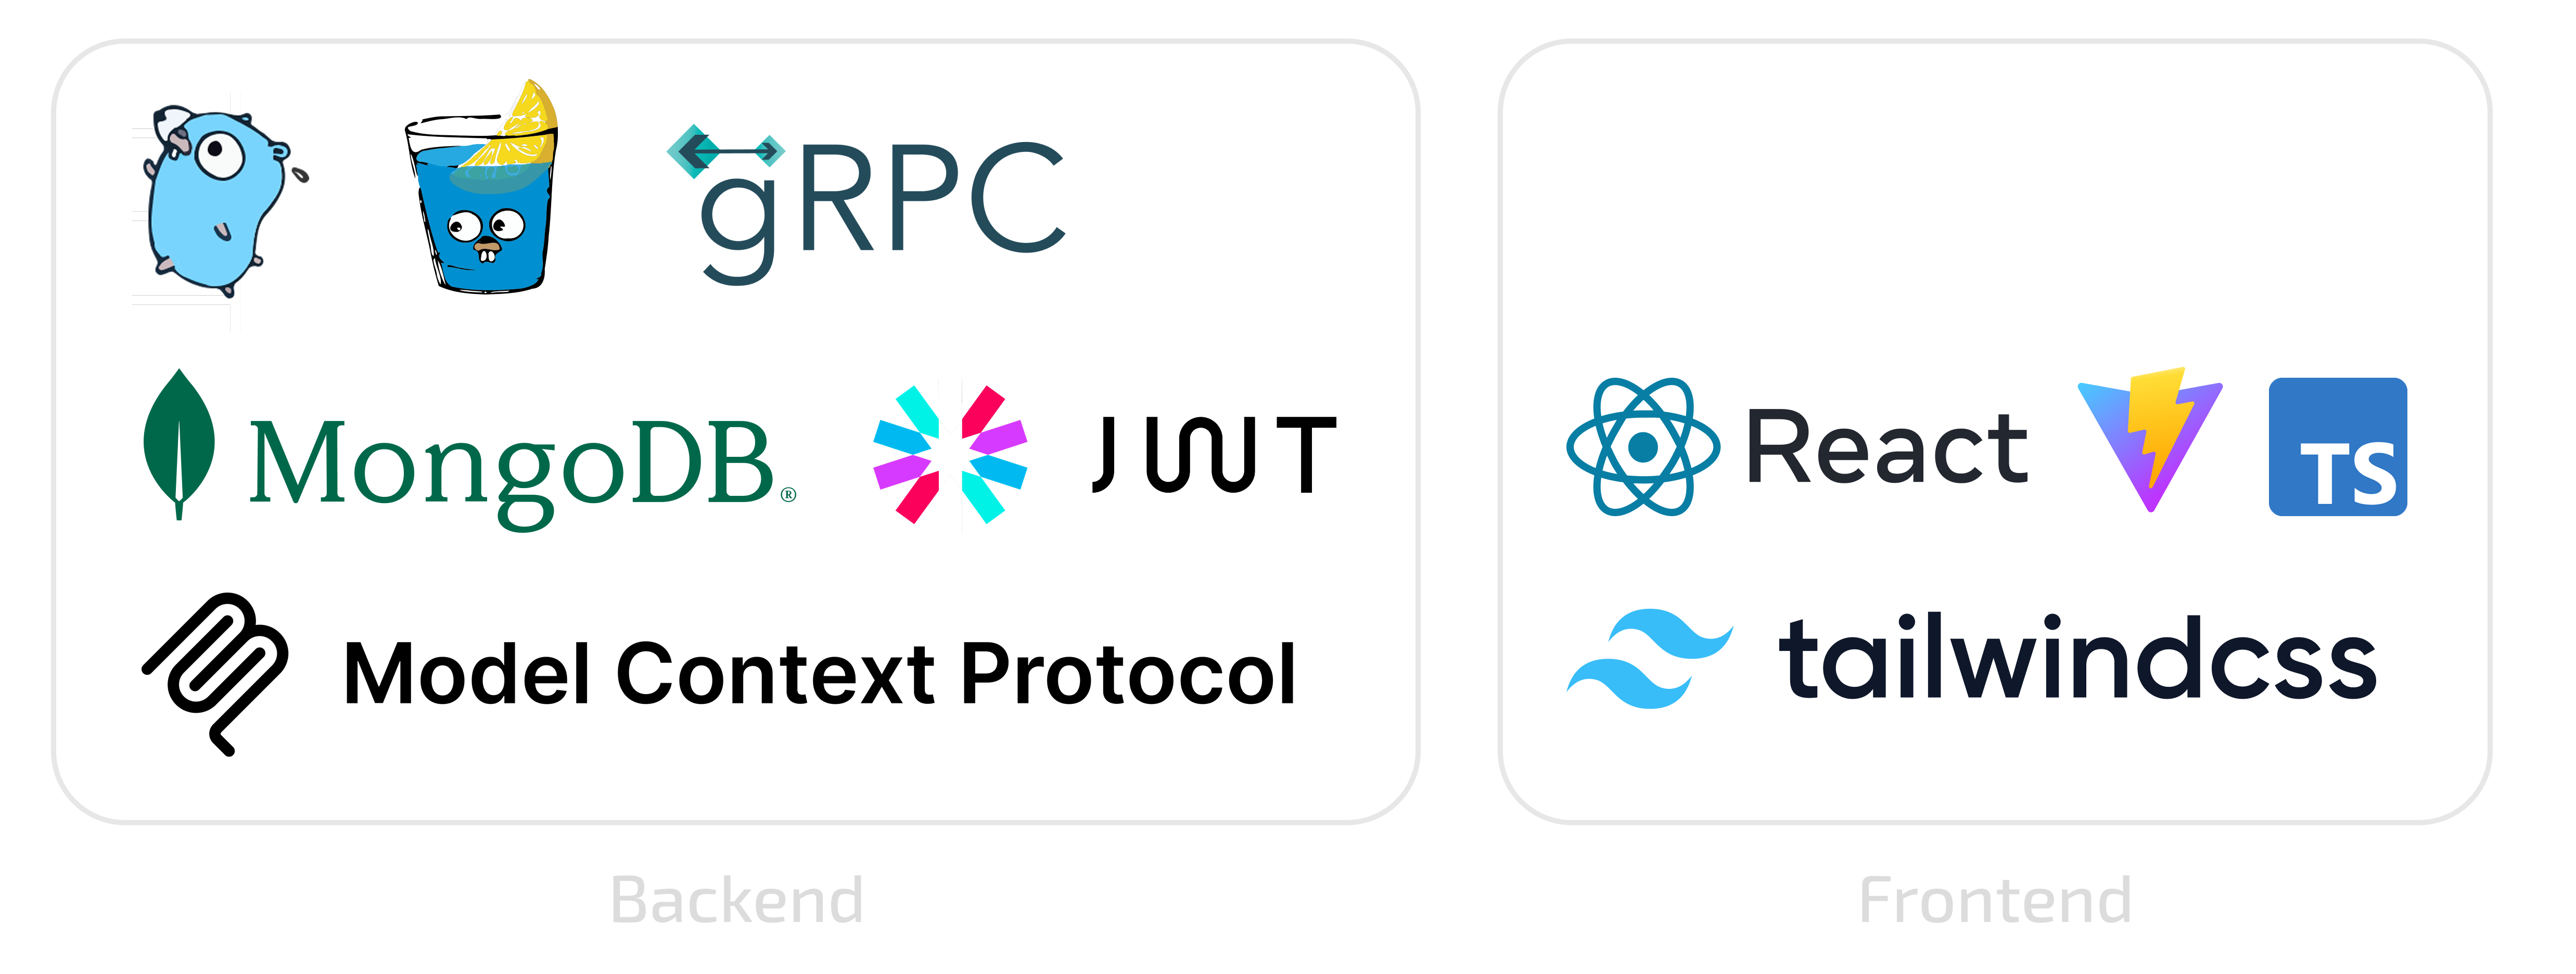 gRPC
MongoDB®
JWT
Model Context Protocol
React
TS
tailwindcss
Backend
Frontend